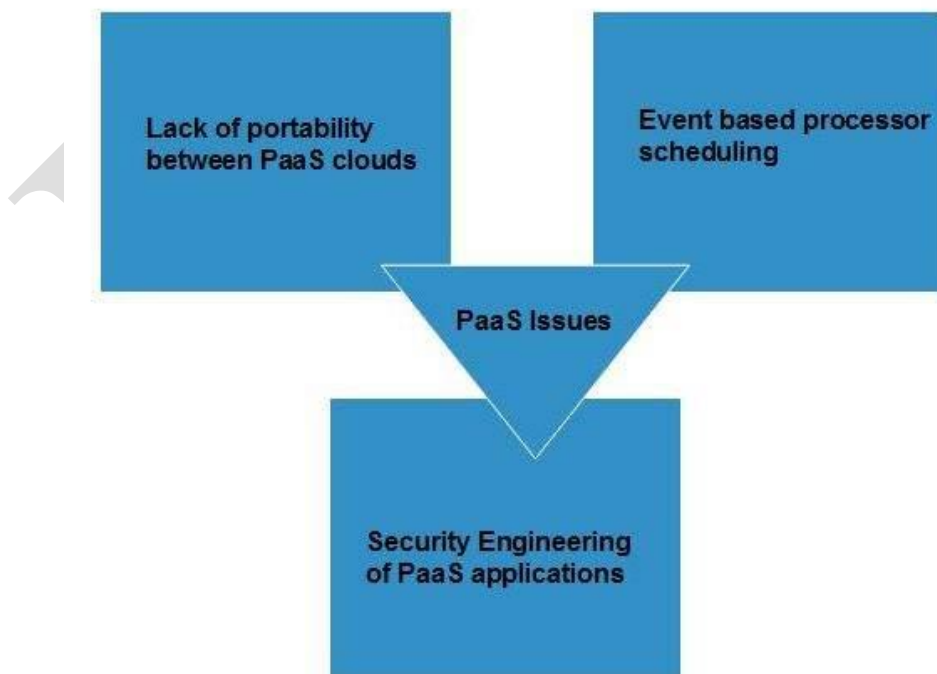 Lack of portability
between PaaS clouds
Event based processor
scheduling
PaaS Issues
Security Engineering
of PaaS applications